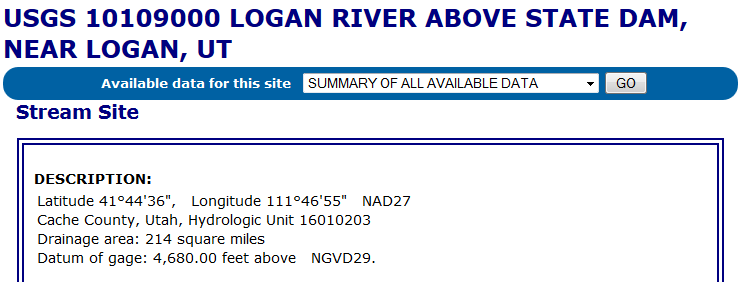 USGS 10109000 LOGAN RIVER ABOVE STATE DAM,
NEAR LOGAN, UT
Available data for this site SUMMARY OF ALL AVAILABLE DATA GO
Stream Site
DESCRIPTION:
Latitude 41°44'36", Longitude 111°46'55" NAD27
Cache County, Utah, Hydrologic Unit 16010203
Drainage area: 214 square miles
Datum of gage: 4,680.00 feet above NGVD29.